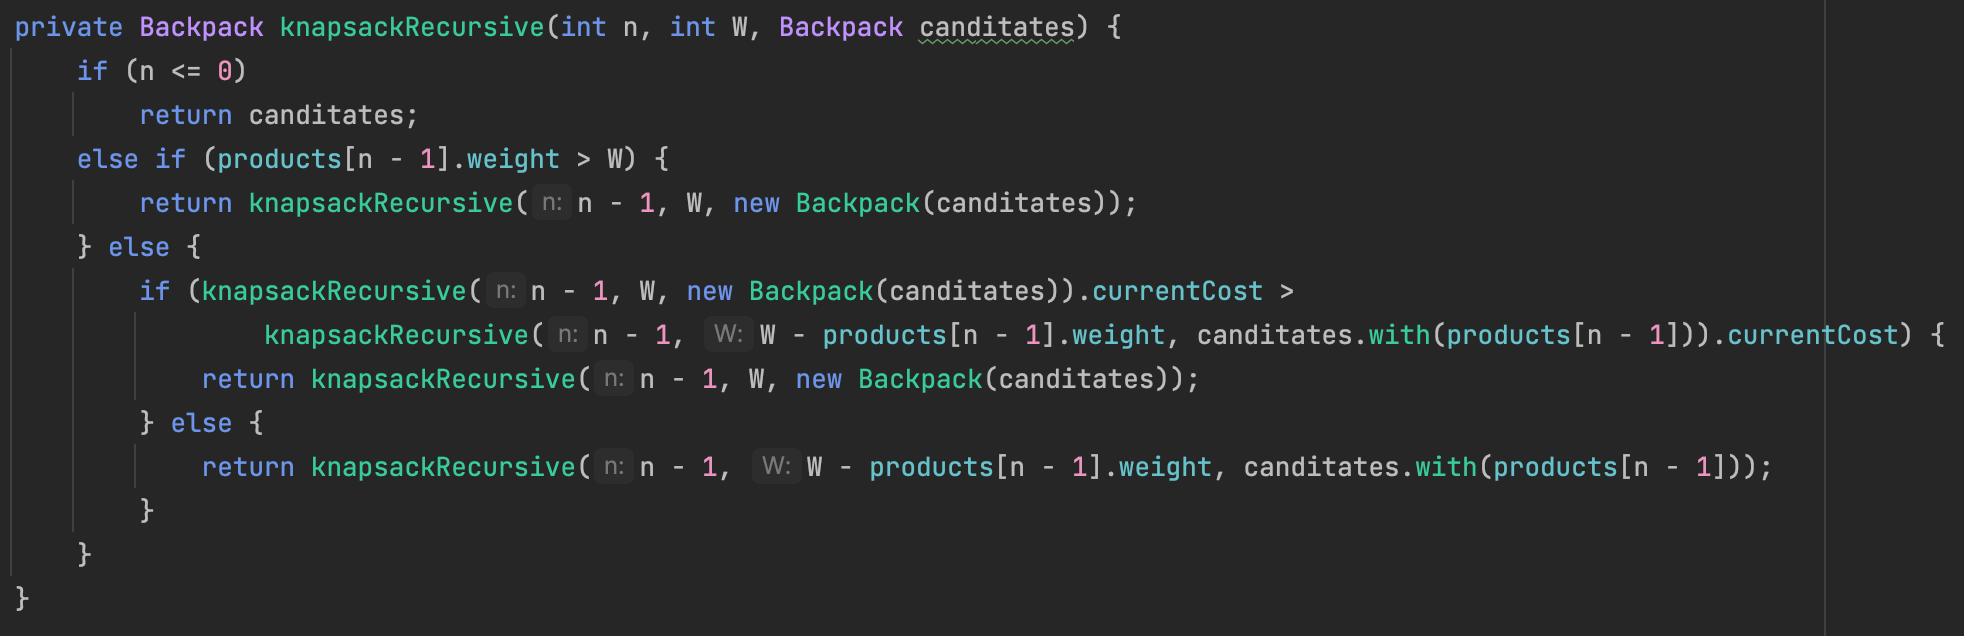 private Backpack knapsackRecursive(int n, int W, Backpack canditates) {
    if (n <= 0)
        return canditates;
    else if (products[n - 1].weight > W) {
        return knapsackRecursive( n: n - 1, W, new Backpack(canditates));
    } else {
        if (knapsackRecursive( n: n - 1, W, new Backpack(canditates)).currentCost >
                knapsackRecursive( n: n - 1, W: W - products[n - 1].weight, canditates.with(products[n - 1])).currentCost) {
            return knapsackRecursive( n: n - 1, W, new Backpack(canditates));
        } else {
            return knapsackRecursive( n: n - 1, W: W - products[n - 1].weight, canditates.with(products[n - 1]));
        }
    }
}